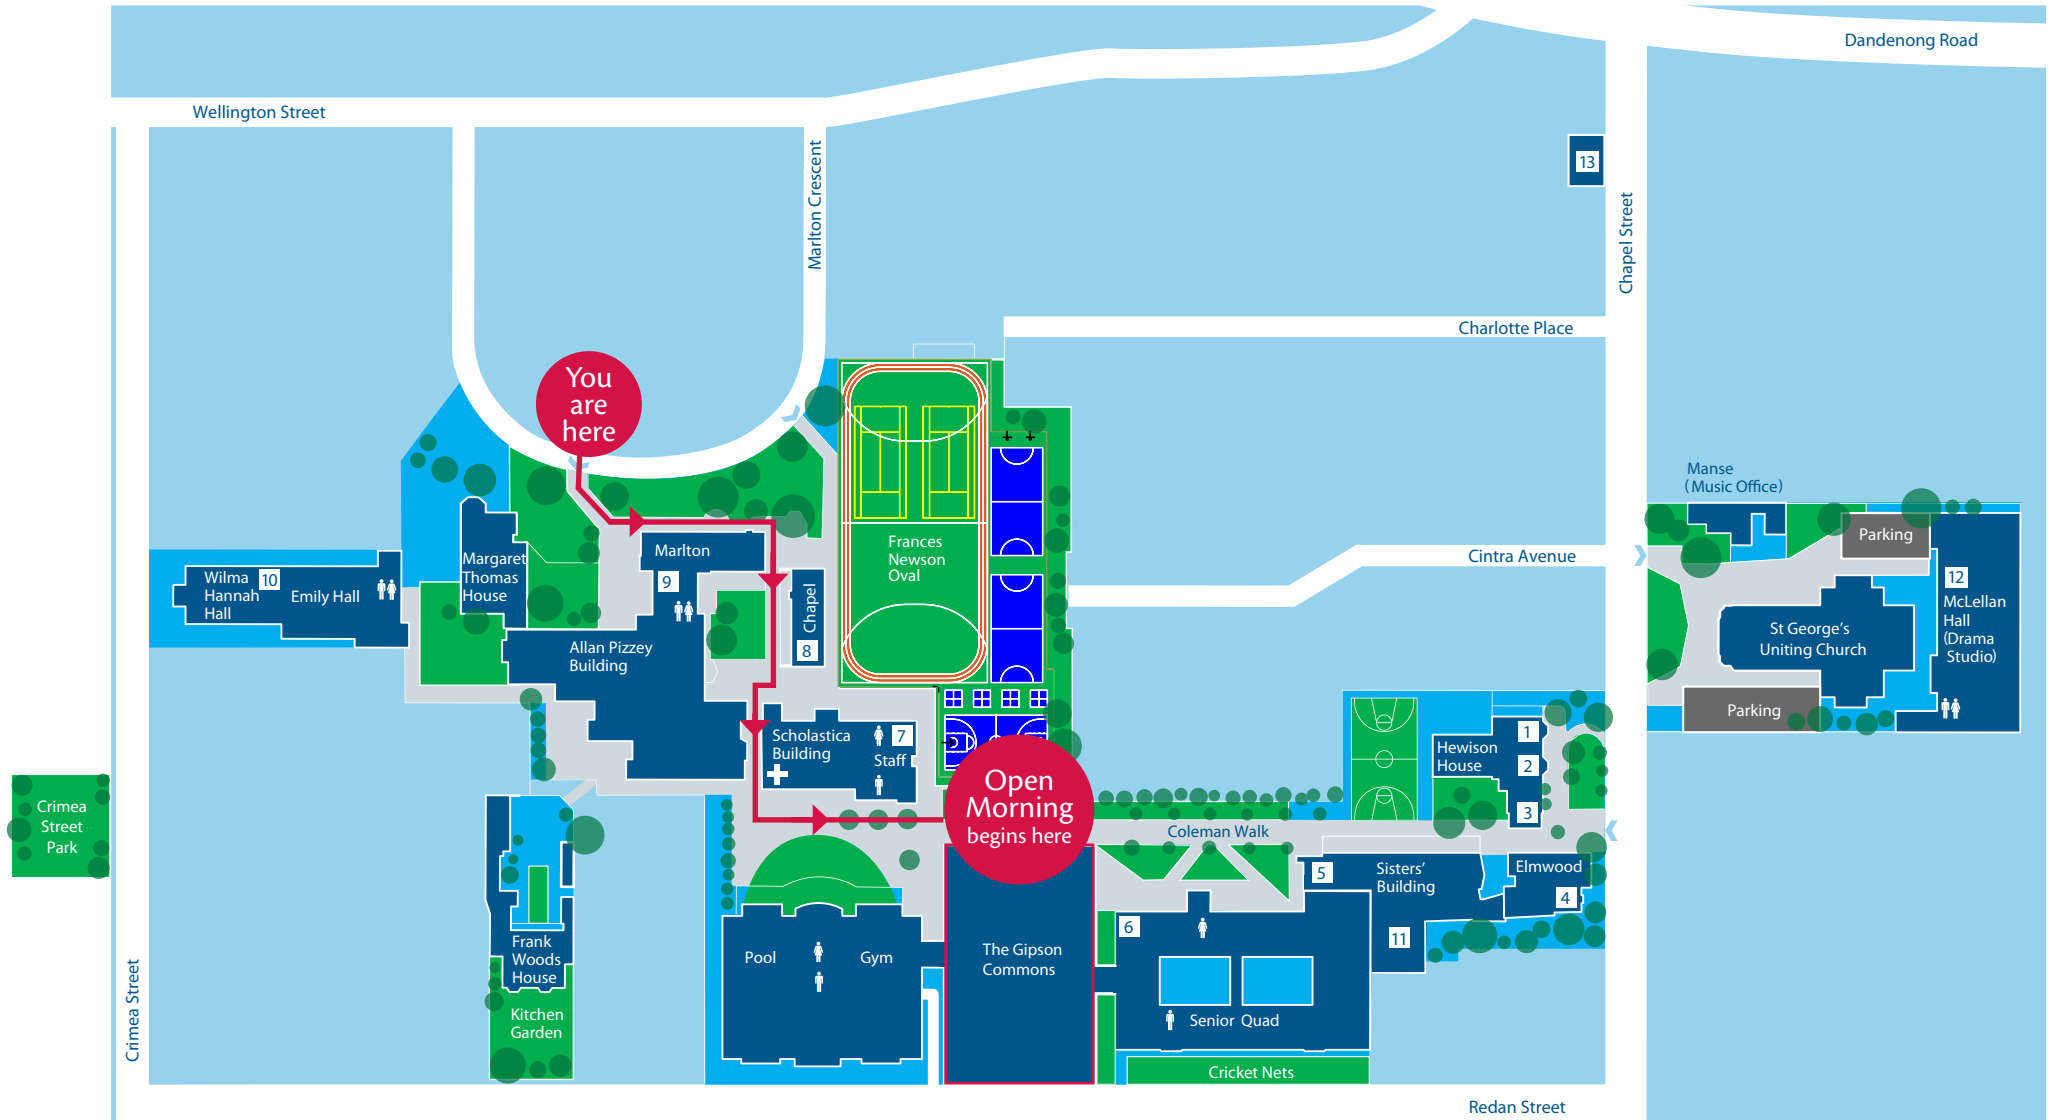 Dandenong Road
Wellington Street
Marlton Crescent
13
Chapel Street
Charlotte Place
You
are
here
Manse
(Music Office)
Parking
Frances
Newson
Oval
Cintra Avenue
Marlton
9
Margaret
Thomas
House
Wilma
Hannah
Hall
10
Emily Hall
Chapel
8
12
McLellan
Hall
(Drama
Studio)
St George's
Uniting Church
Allan Pizzey
Building
Parking
Scholastica
Building
7
Staff
Hewison
House
1
2
3
Open
Morning
begins here
Crimea
Street
Park
Coleman Walk
5
Sisters'
Building
Elmwood
4
6
11
Frank
Woods
House
Pool
Gym
The Gipson
Commons
Kitchen
Garden
Senior Quad
Crimea Street
Cricket Nets
Redan Street